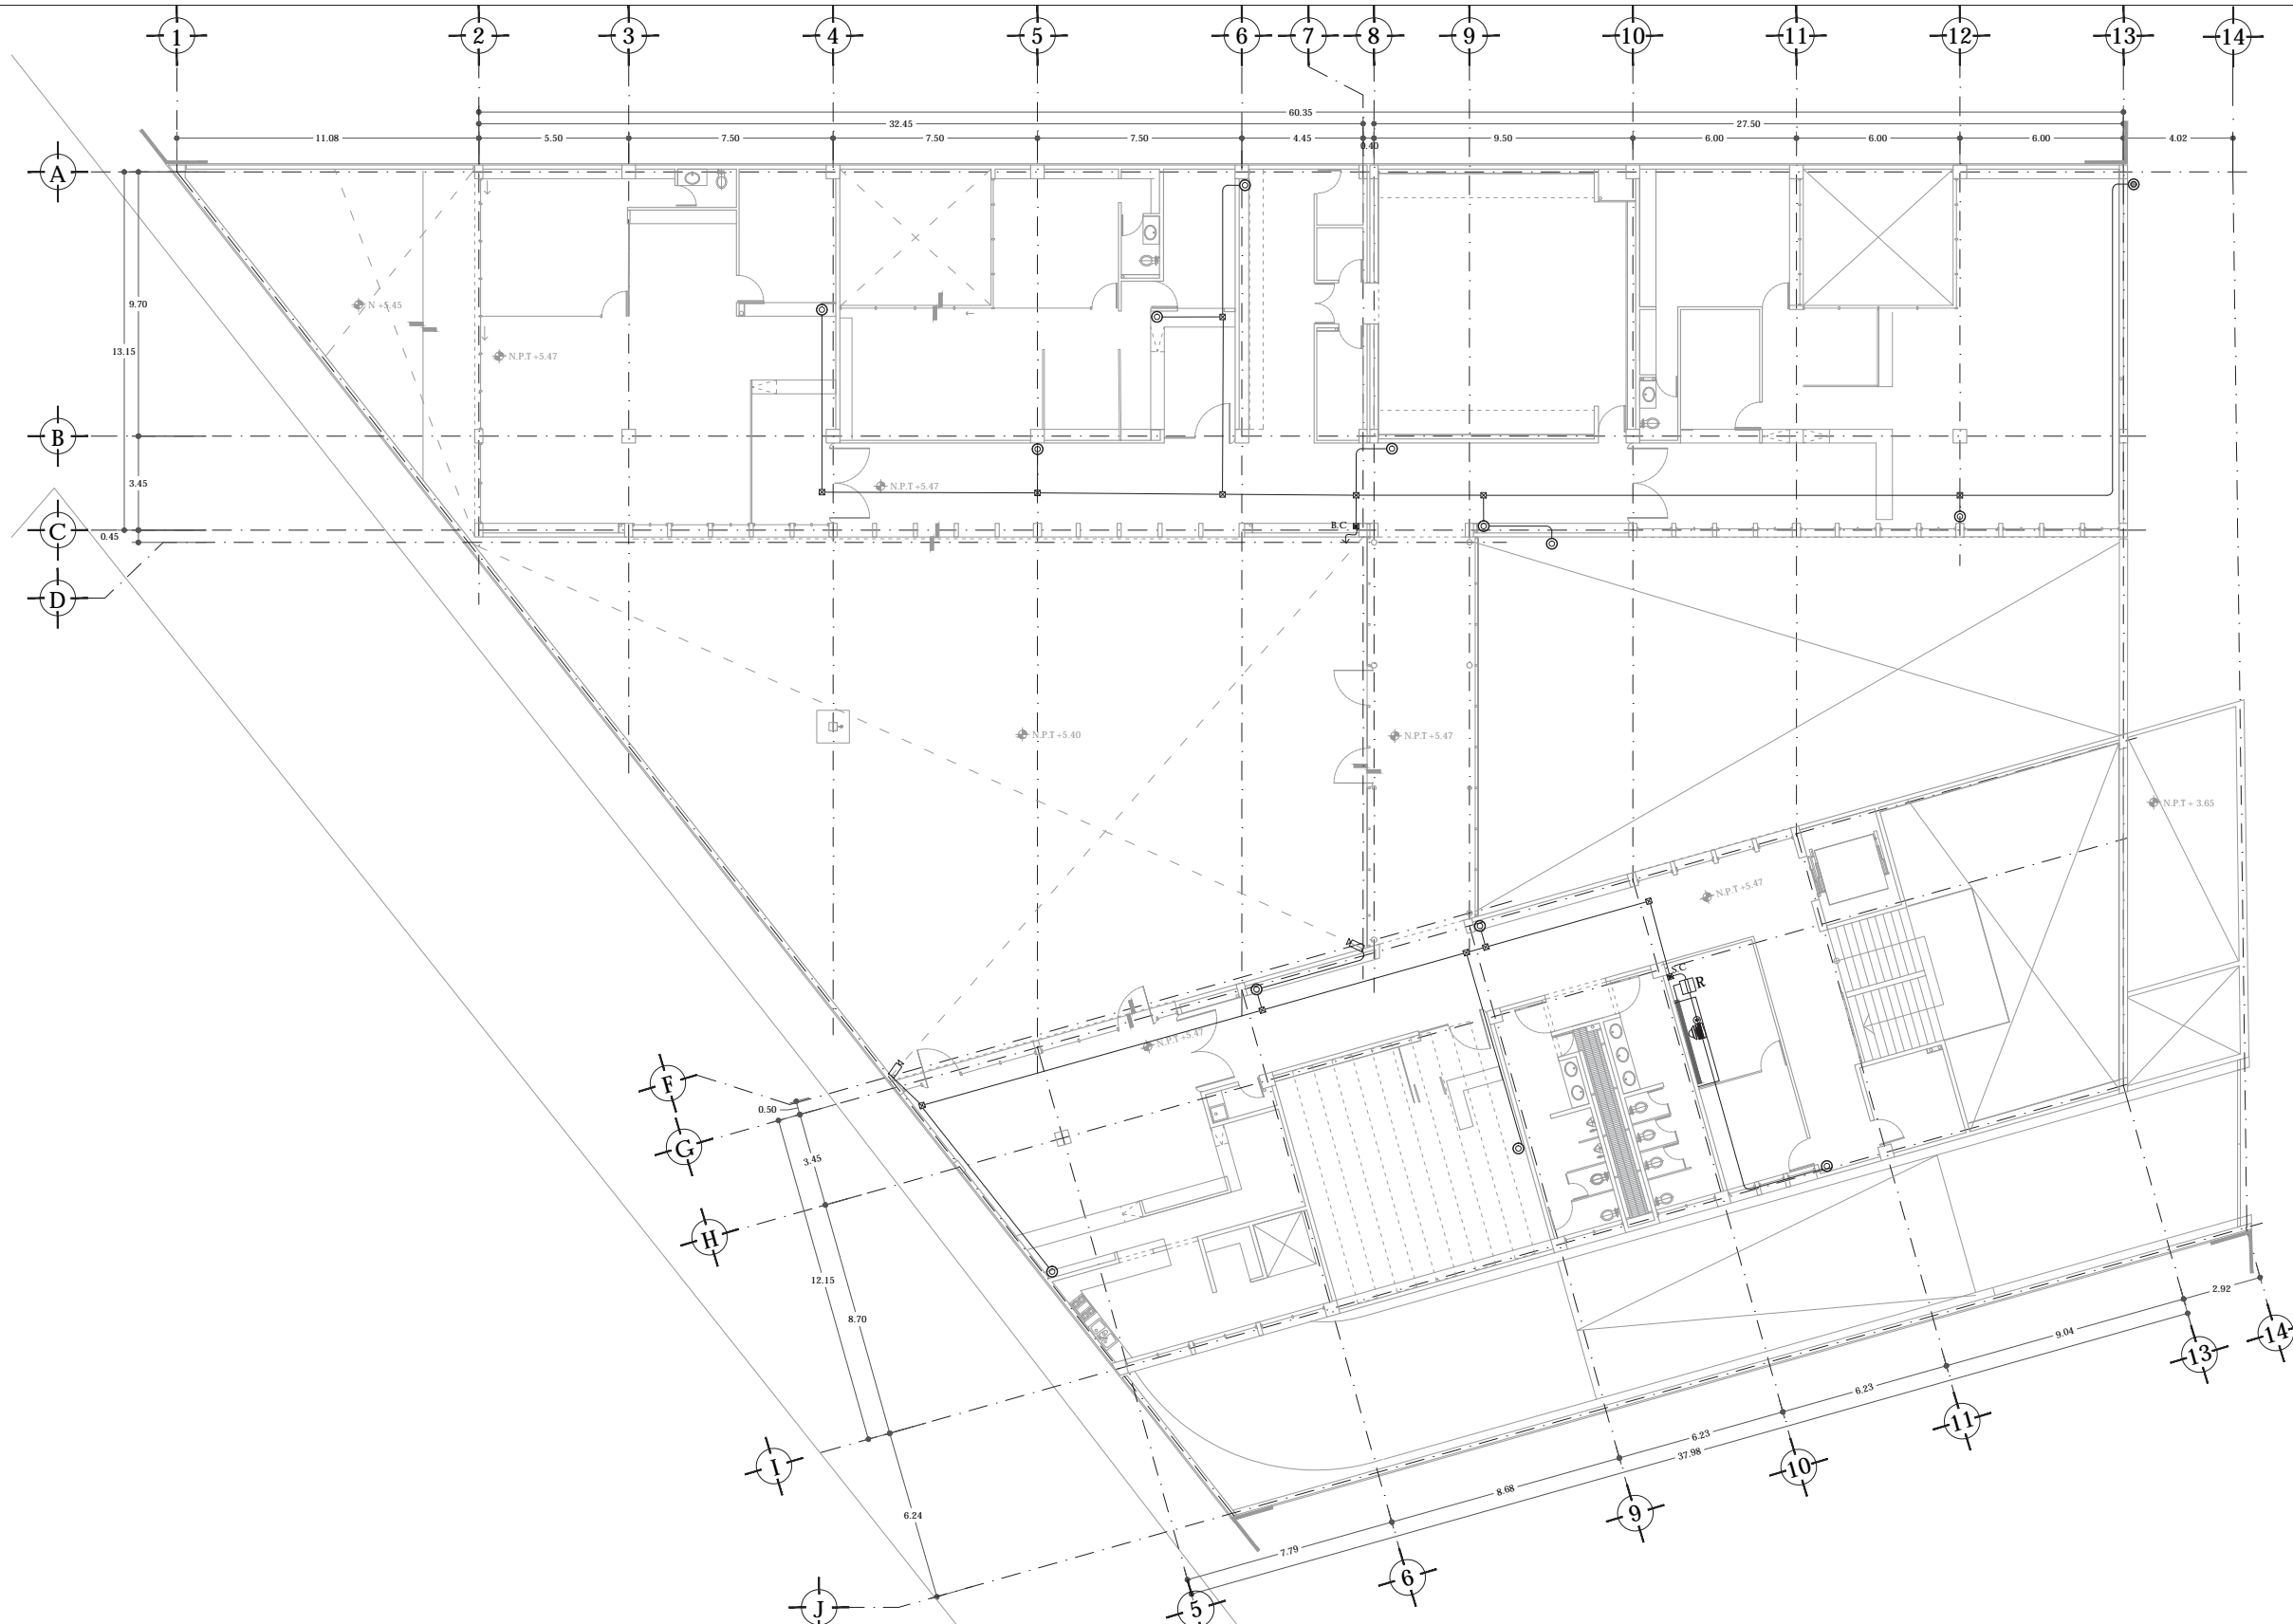 1 2 3 4 5 6 7 8 9 10 11 12 13 14
60.35
32.45 27.50
11.08 5.50 7.50 7.50 7.50 4.45 9.50 6.00 6.00 6.00 4.02
0.40
A
9.70
N +5.45
13.15
N.P.T +5.47
B
3.45
N.P.T +5.47
C
B.C
0.45
D
N.P.T +5.40
N.P.T +5.47
N.P.T + 3.65
N.P.T +5.47
S.C
R
N.P.T +5.47
F
0.50
G
3.45
H
12.15
8.70
2.92
9.04
14
13
6.23
11
6.23
37.98
I
10
8.68
9
6.24
7.79
6
J
5